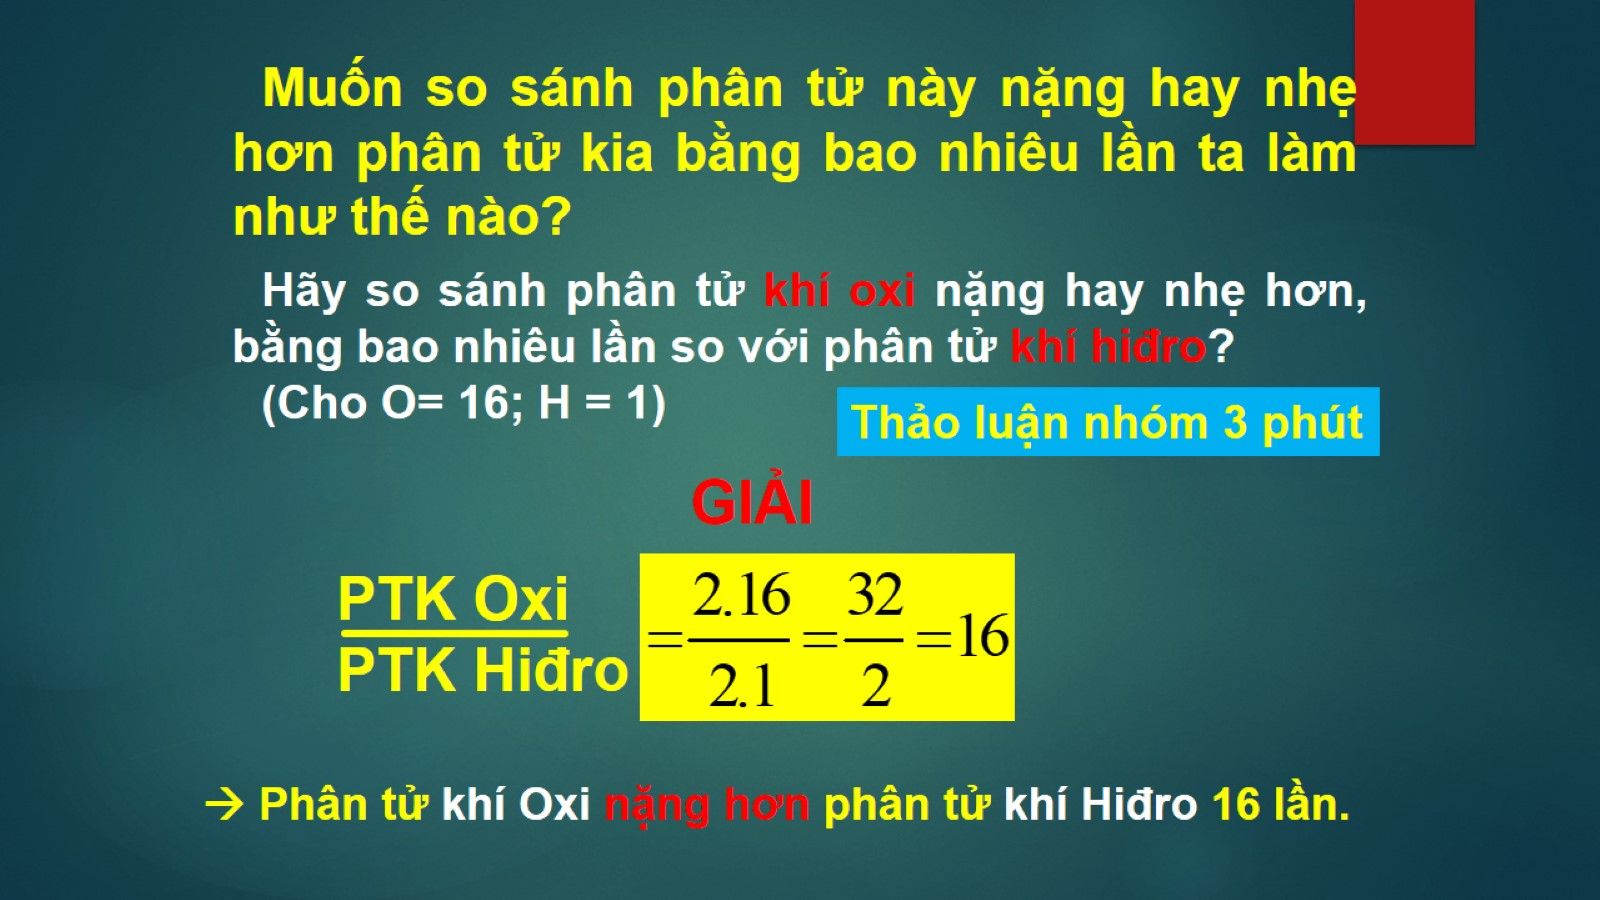 Muốn so sánh phân tử này nặng hay nhẹ
hơn phân tử kia bằng bao nhiêu lần ta làm
như thế nào?
Hãy so sánh phân tử khí oxi nặng hay nhẹ hơn,
bằng bao nhiêu lần so với phân tử khí hiđro?
(Cho O= 16; H = 1)
Thảo luận nhóm 3 phút
GIẢI
PTK Oxi
PTK Hiđro
= 2.16/2.1 = 32/2 = 16
→ Phân tử khí Oxi nặng hơn phân tử khí Hiđro 16 lần.